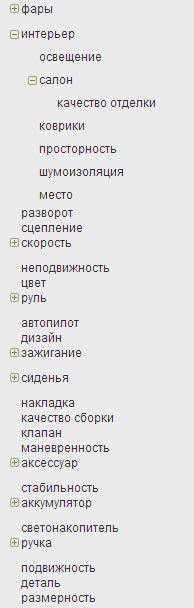 фары
интерьер
освещение
салон
качество отделки
коврики
просторность
шумоизоляция
место
разворот
сцепление
скорость
неподвижность
цвет
руль
автопилот
дизайн
зажигание
сиденья
накладка
качество сборки
клапан
маневренность
аксессуар
стабильность
аккумулятор
светонакопитель
ручка
подвижность
деталь
размерность